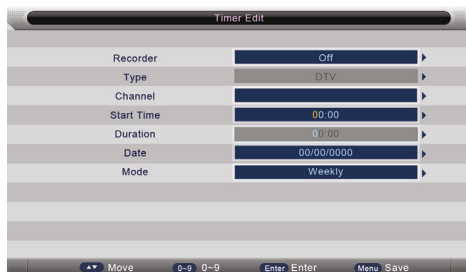 Timer Edit
Recorder Off
Type DTV
Channel
Start Time 00:00
Duration 00:00
Date 00/00/0000
Mode Weekly
Move 0~9 0~9 Enter Enter Menu Save